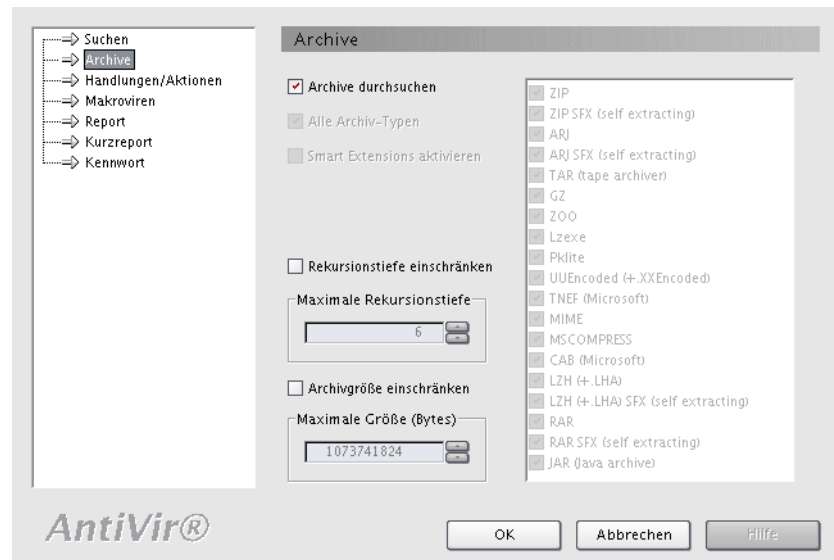 Suchen
Archive
Handlungen/Aktionen
Makroviren
Report
Kurzreport
Kennwort
Archive
Archive durchsuchen
Alle Archiv-Typen
Smart Extensions aktivieren
Rekursionstiefe einschränken
Maximale Rekursionstiefe
6
Archivgröße einschränken
Maximale Größe (Bytes)
1073741824
ZIP
ZIP SFX (self extracting)
ARJ
ARJ SFX (self extracting)
TAR (tape archiver)
GZ
ZOO
Lzexe
Pklite
UUEncoded (+.XXEncoded)
TNEF (Microsoft)
MIME
MSCOMPRESS
CAB (Microsoft)
LZH (+.LHA)
LZH (+.LHA) SFX (self extracting)
RAR
RAR SFX (self extracting)
JAR (Java archive)
AntiVir®
OK
Abbrechen
Hilfe